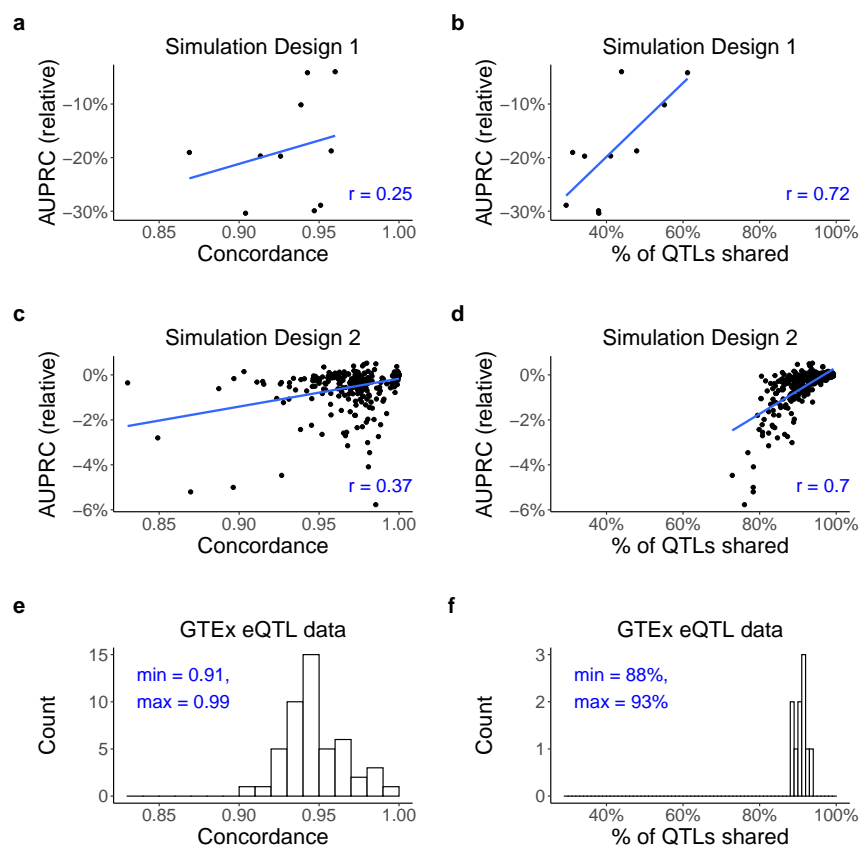 a
Simulation Design 1
AUPRC (relative)
−10%
−20%
−30%
r = 0.25
0.85
0.90
0.95
1.00
Concordance
b
Simulation Design 1
AUPRC (relative)
−10%
−20%
−30%
r = 0.72
40%
60%
80%
100%
% of QTLs shared
c
Simulation Design 2
AUPRC (relative)
0%
−2%
−4%
−6%
r = 0.37
0.85
0.90
0.95
1.00
Concordance
d
Simulation Design 2
AUPRC (relative)
0%
−2%
−4%
−6%
r = 0.7
40%
60%
80%
100%
% of QTLs shared
e
GTEx eQTL data
Count
15
10
5
0
min = 0.91,
max = 0.99
0.85
0.90
0.95
1.00
Concordance
f
GTEx eQTL data
Count
3
2
1
0
min = 88%,
max = 93%
40%
60%
80%
100%
% of QTLs shared